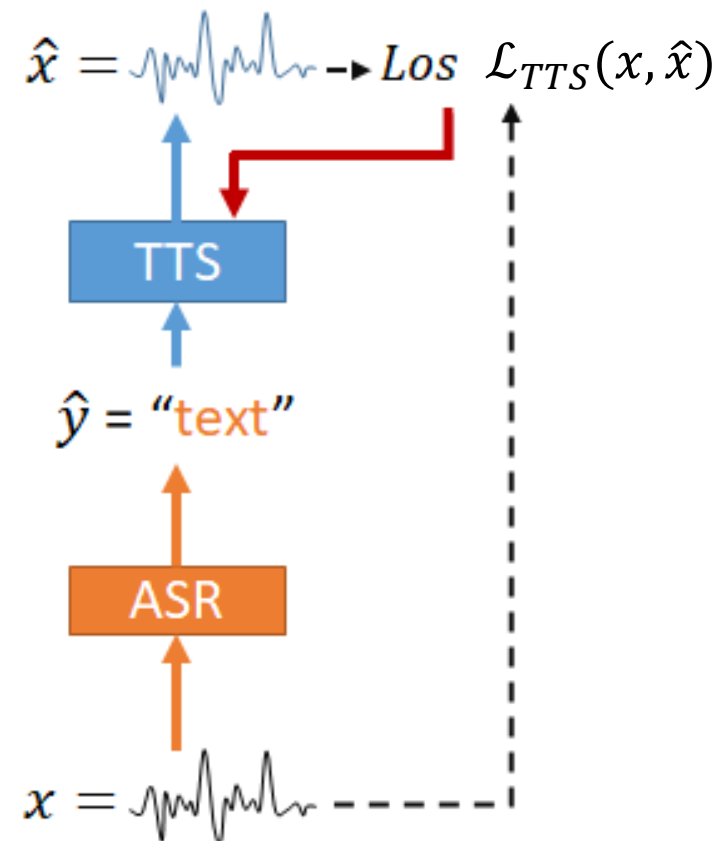 x̂ = Los ℒ_TTS(x, x̂)
TTS
ŷ = “text”
ASR
x =